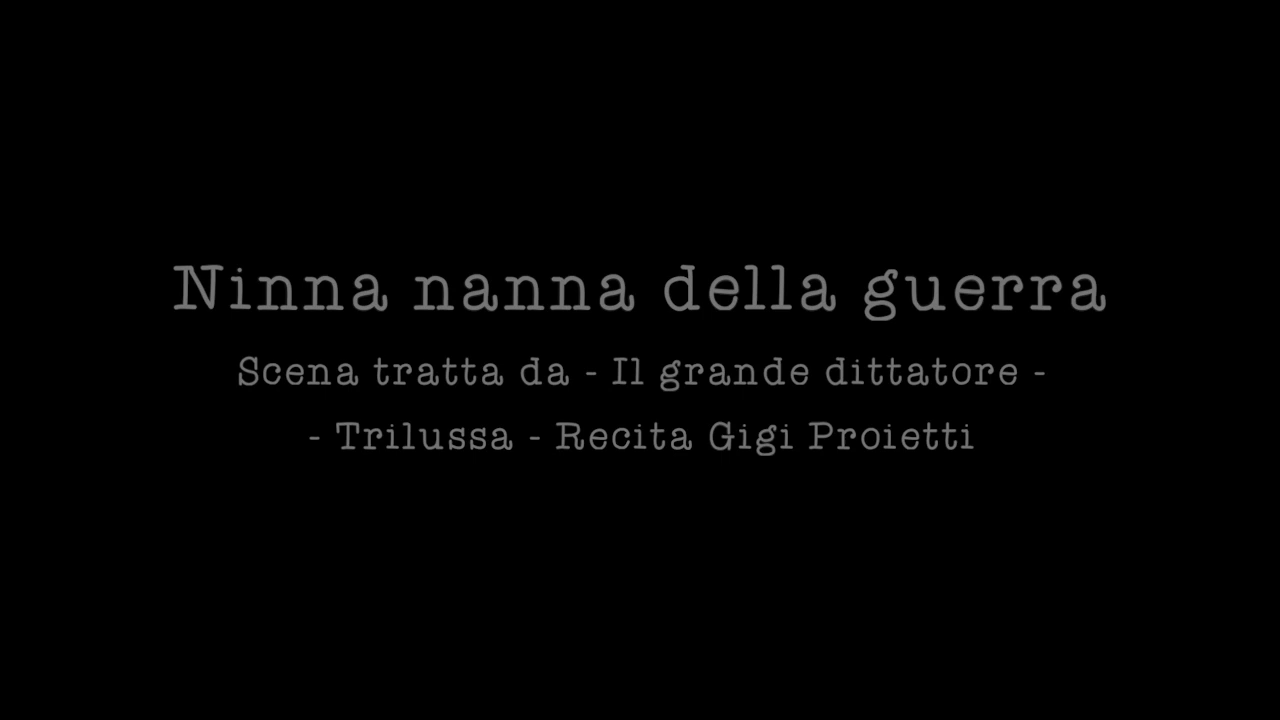 Ninna nanna della guerra
Scena tratta da - Il grande dittatore -
- Trilussa - Recita Gigi Proietti